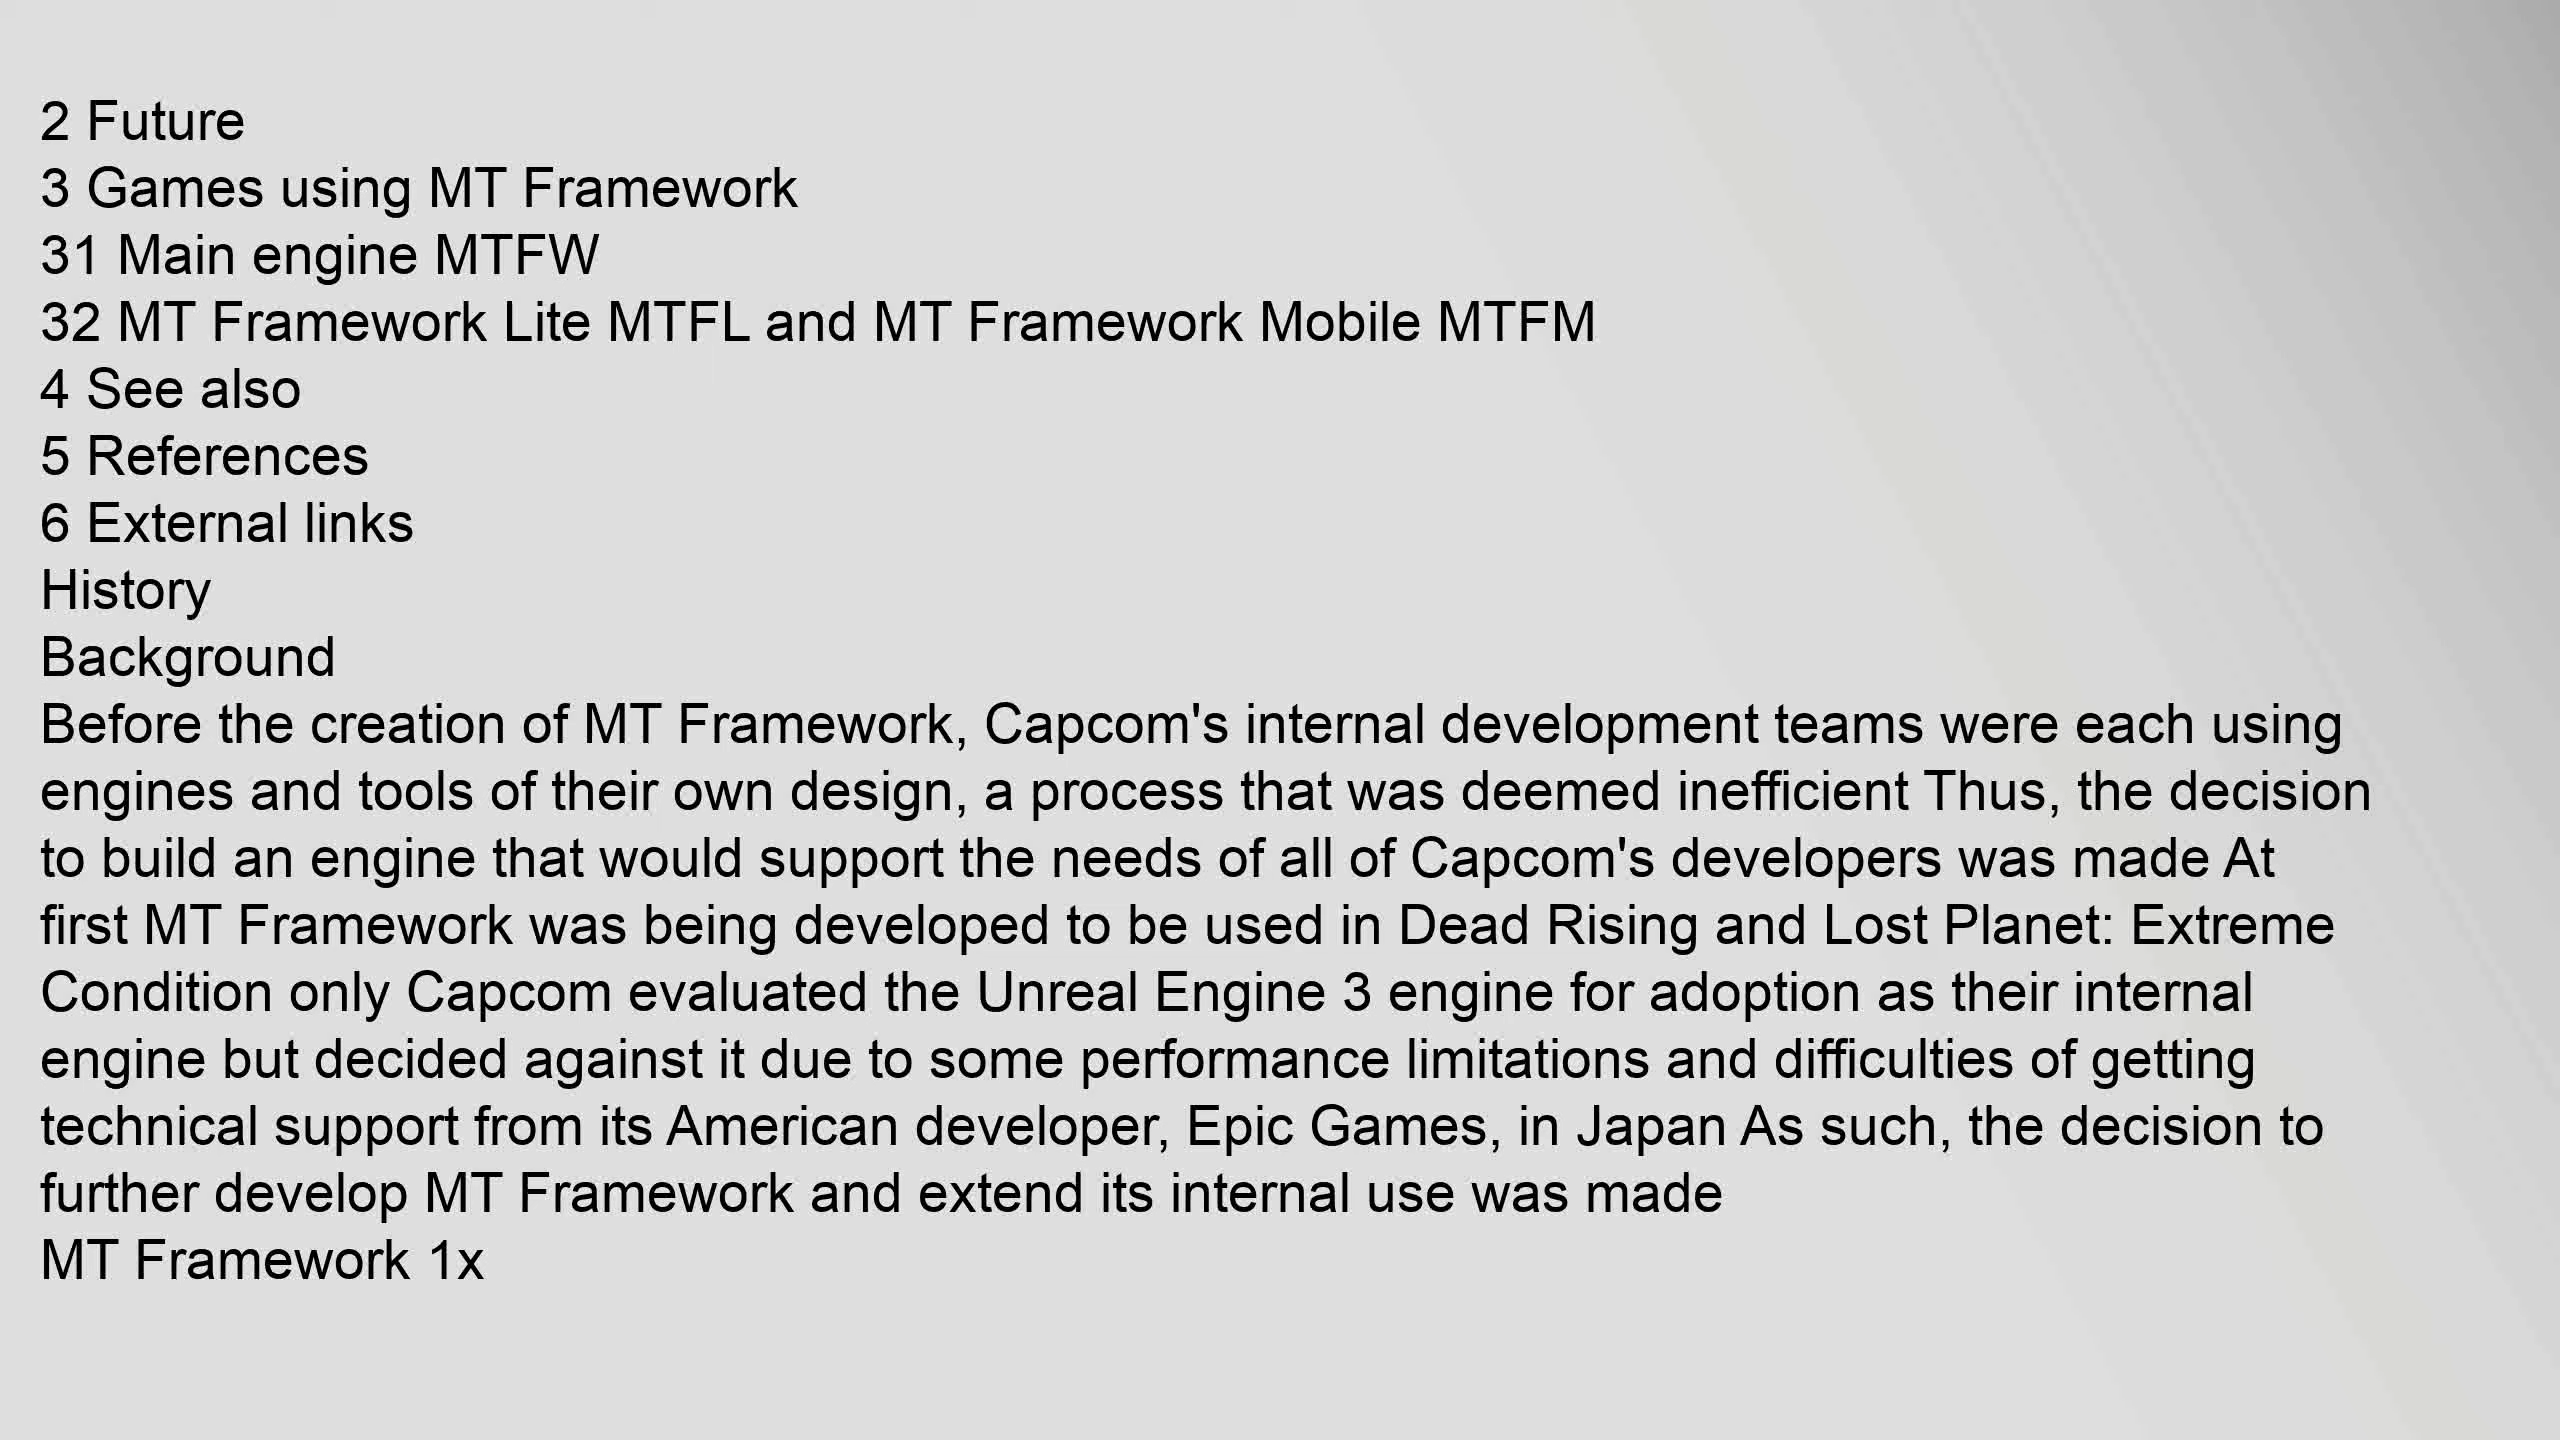 2 Future
3 Games using MT Framework
31 Main engine MTFW
32 MT Framework Lite MTFL and MT Framework Mobile MTFM
4 See also
5 References
6 External links
History
Background
Before the creation of MT Framework, Capcom's internal development teams were each using
engines and tools of their own design, a process that was deemed inefficient Thus, the decision
to build an engine that would support the needs of all of Capcom's developers was made At
first MT Framework was being developed to be used in Dead Rising and Lost Planet: Extreme
Condition only Capcom evaluated the Unreal Engine 3 engine for adoption as their internal
engine but decided against it due to some performance limitations and difficulties of getting
technical support from its American developer, Epic Games, in Japan As such, the decision to
further develop MT Framework and extend its internal use was made
MT Framework 1x